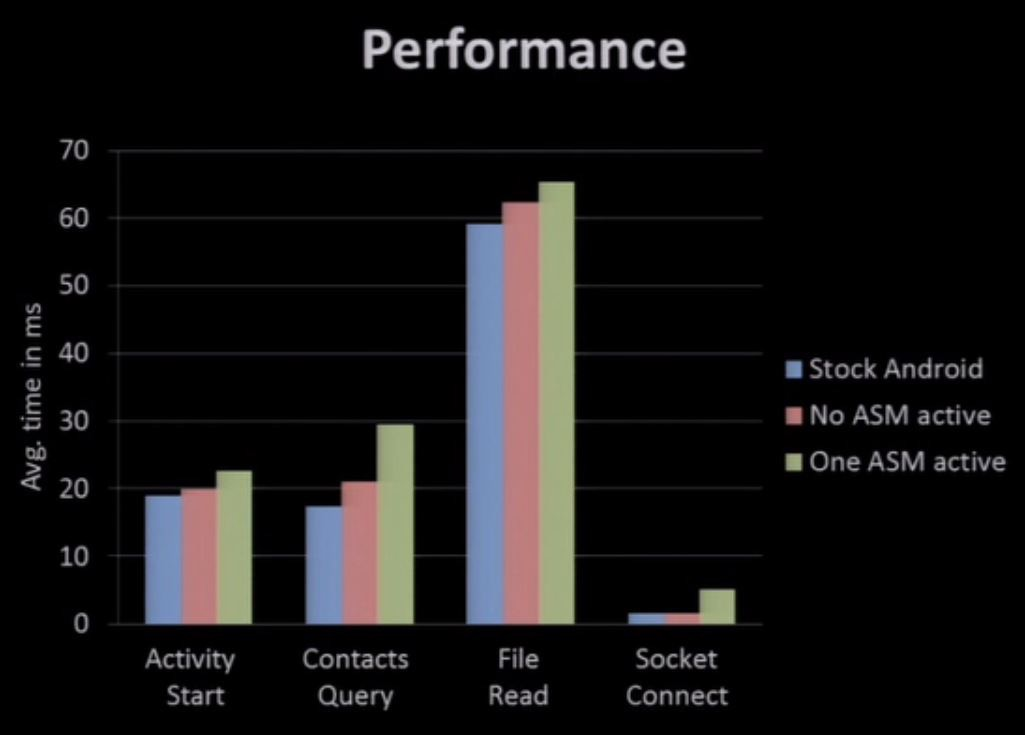 Performance
70
60
50
40
30
20
10
0
Avg. time in ms
Activity
Start
Contacts
Query
File
Read
Socket
Connect
Stock Android
No ASM active
One ASM active